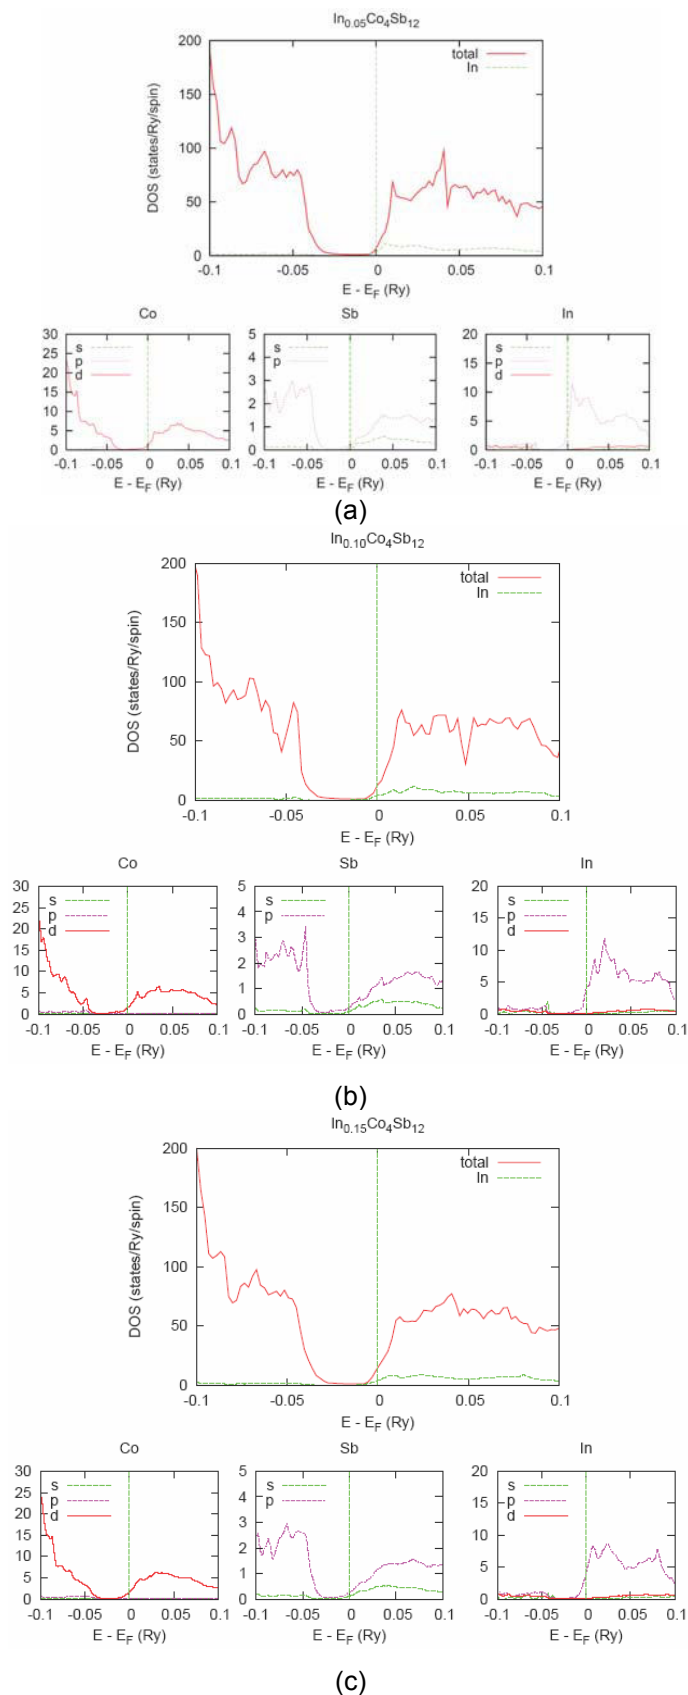 In0.05Co4Sb12
200
150
100
50
0
DOS (states/Ry/spin)
total
In
-0.1 -0.05 0 0.05 0.1
E - EF (Ry)
Co Sb In
30
25
20
15
10
5
0
s
p
d
-0.1 -0.05 0 0.05 0.1
E - EF (Ry)
5
4
3
2
1
0
s
p
-0.1 -0.05 0 0.05 0.1
E - EF (Ry)
20
15
10
5
0
s
p
d
-0.1 -0.05 0 0.05 0.1
E - EF (Ry)
(a)
In0.10Co4Sb12
200
150
100
50
0
DOS (states/Ry/spin)
total
In
-0.1 -0.05 0 0.05 0.1
E - EF (Ry)
Co Sb In
30
25
20
15
10
5
0
s
p
d
-0.1 -0.05 0 0.05 0.1
E - EF (Ry)
5
4
3
2
1
0
s
p
-0.1 -0.05 0 0.05 0.1
E - EF (Ry)
20
15
10
5
0
s
p
d
-0.1 -0.05 0 0.05 0.1
E - EF (Ry)
(b)
In0.15Co4Sb12
200
150
100
50
0
DOS (states/Ry/spin)
total
In
-0.1 -0.05 0 0.05 0.1
E - EF (Ry)
Co Sb In
30
25
20
15
10
5
0
s
p
d
-0.1 -0.05 0 0.05 0.1
E - EF (Ry)
5
4
3
2
1
0
s
p
-0.1 -0.05 0 0.05 0.1
E - EF (Ry)
20
15
10
5
0
s
p
d
-0.1 -0.05 0 0.05 0.1
E - EF (Ry)
(c)